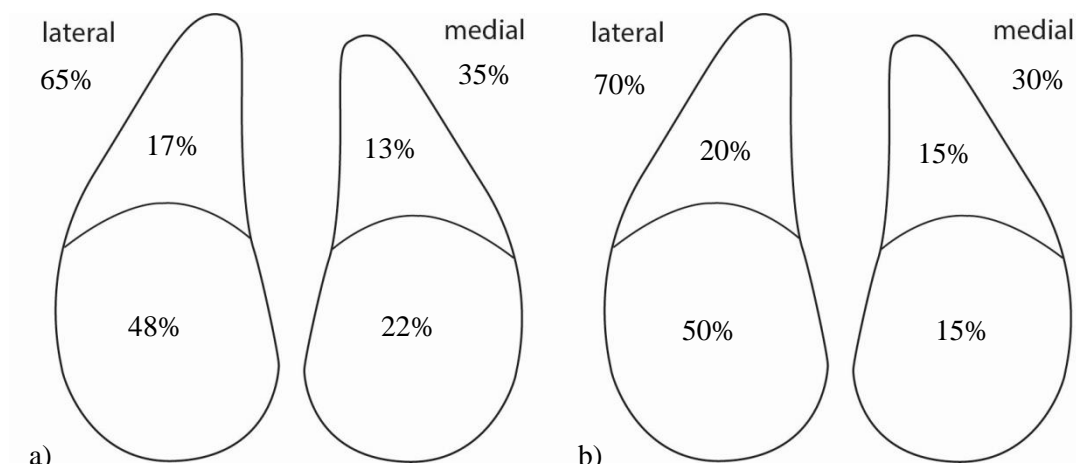 lateral
65%
medial
35%
17%
13%
48%
22%
a)
lateral
70%
medial
30%
20%
15%
50%
15%
b)